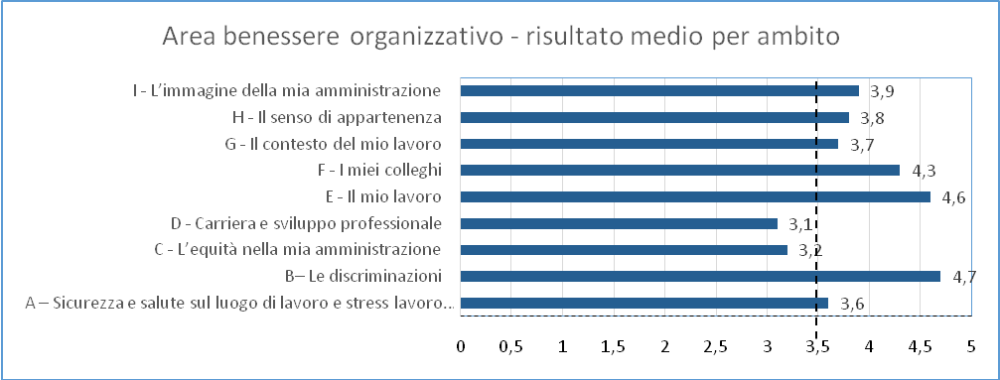 Area benessere organizzativo - risultato medio per ambito
I - L’immagine della mia amministrazione 3,9
H - Il senso di appartenenza 3,8
G - Il contesto del mio lavoro 3,7
F - I miei colleghi 4,3
E - Il mio lavoro 4,6
D - Carriera e sviluppo professionale 3,1
C - L’equità nella mia amministrazione 3,2
B– Le discriminazioni 4,7
A – Sicurezza e salute sul luogo di lavoro e stress lavoro… 3,6
0 0,5 1 1,5 2 2,5 3 3,5 4 4,5 5